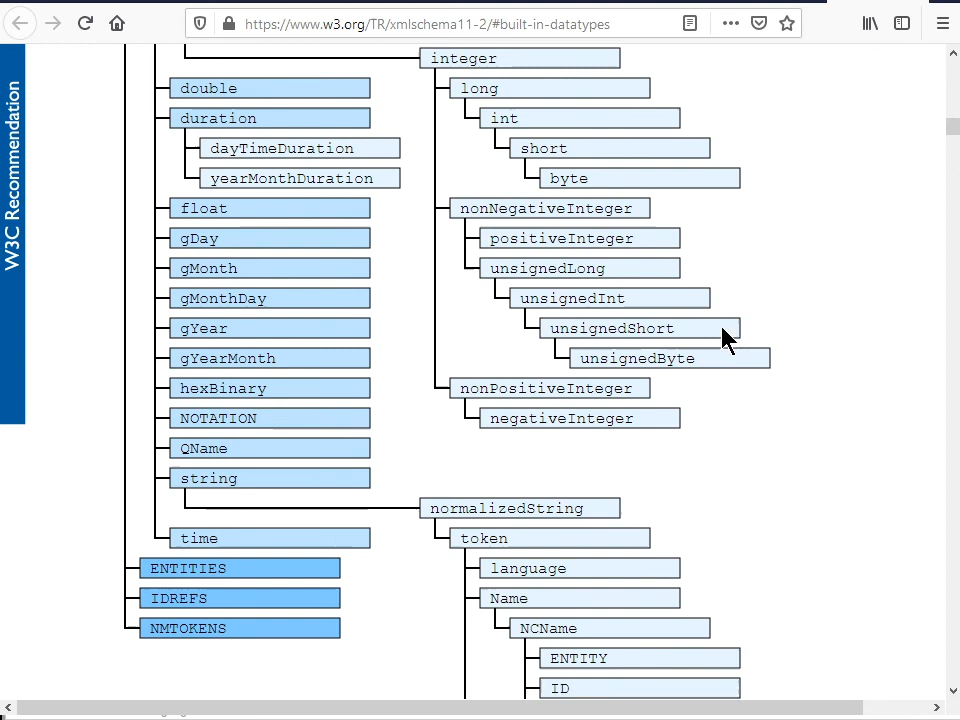 https://www.w3.org/TR/xmlschema11-2/#built-in-datatypes
W3C Recommendation
integer
double
long
duration
int
dayTimeDuration
short
yearMonthDuration
byte
float
nonNegativeInteger
gDay
positiveInteger
gMonth
unsignedLong
gMonthDay
unsignedInt
gYear
unsignedShort
gYearMonth
unsignedByte
hexBinary
nonPositiveInteger
NOTATION
negativeInteger
QName
string
normalizedString
time
token
ENTITIES
language
IDREFS
Name
NMTOKENS
NCName
ENTITY
ID